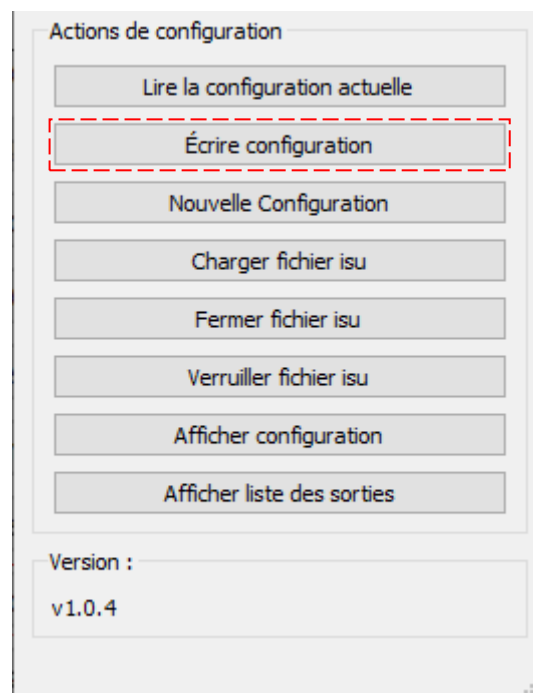 Actions de configuration
Lire la configuration actuelle
Écrire configuration
Nouvelle Configuration
Charger fichier isu
Fermer fichier isu
Verruiller fichier isu
Afficher configuration
Afficher liste des sorties
Version :
v1.0.4